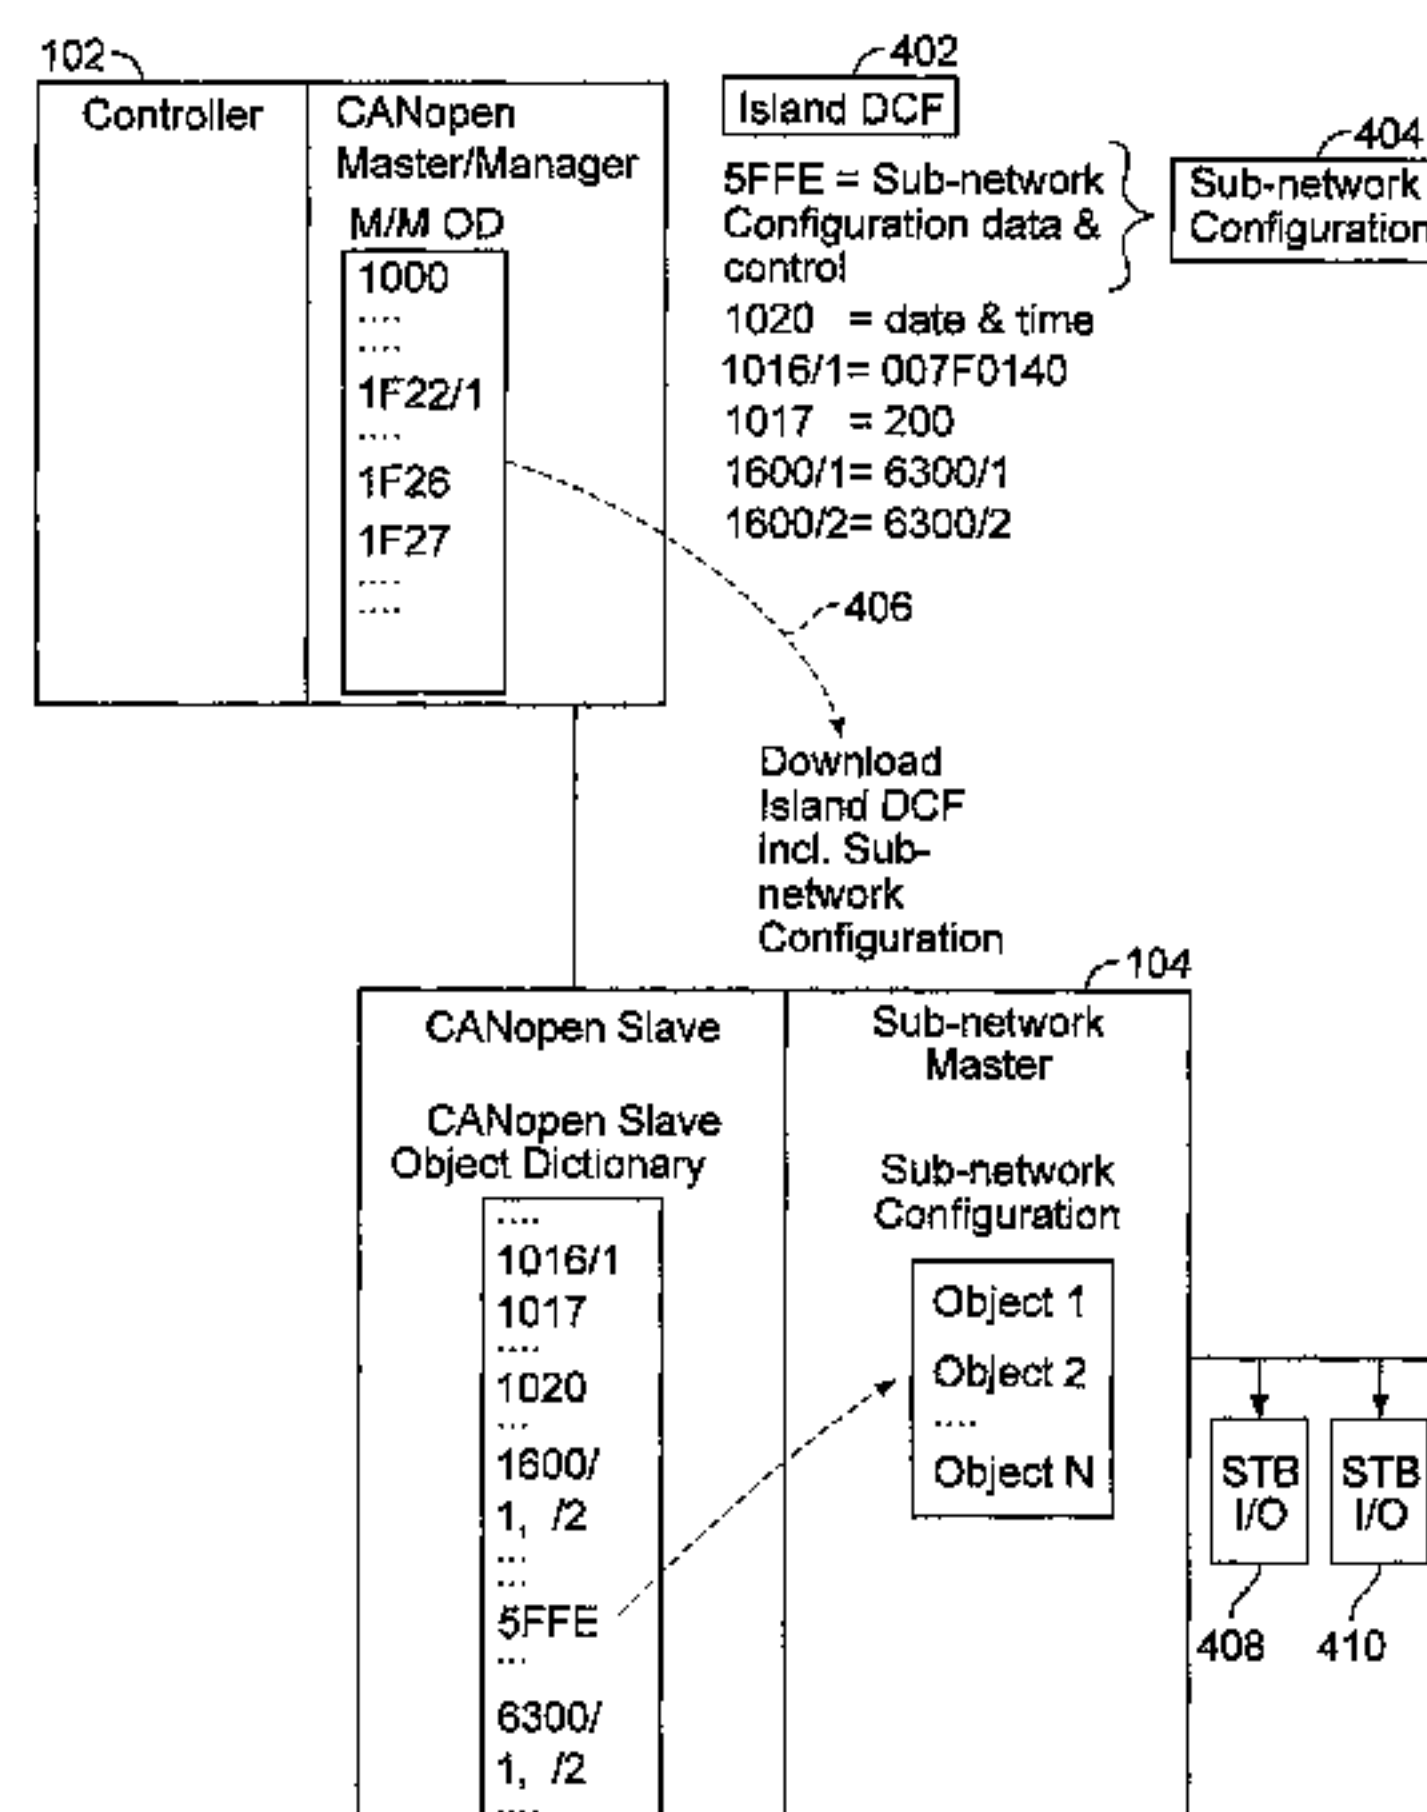 102
Controller
CANopen
Master/Manager
M/M OD
1000
....
....
1F22/1
....
1F26
1F27
....
....
402
Island DCF
5FFE = Sub-network
Configuration data &
control
1020 = date & time
1016/1= 007F0140
1017 = 200
1600/1= 6300/1
1600/2= 6300/2
404
Sub-network
Configuration
406
Download
Island DCF
incl. Sub-
network
Configuration
104
CANopen Slave
CANopen Slave
Object Dictionary
....
1016/1
1017
....
1020
...
1600/
1, /2
...
...
5FFE
...
6300/
1, /2
....
Sub-network
Master
Sub-network
Configuration
Object 1
Object 2
....
Object N
STB
I/O
STB
I/O
408
410